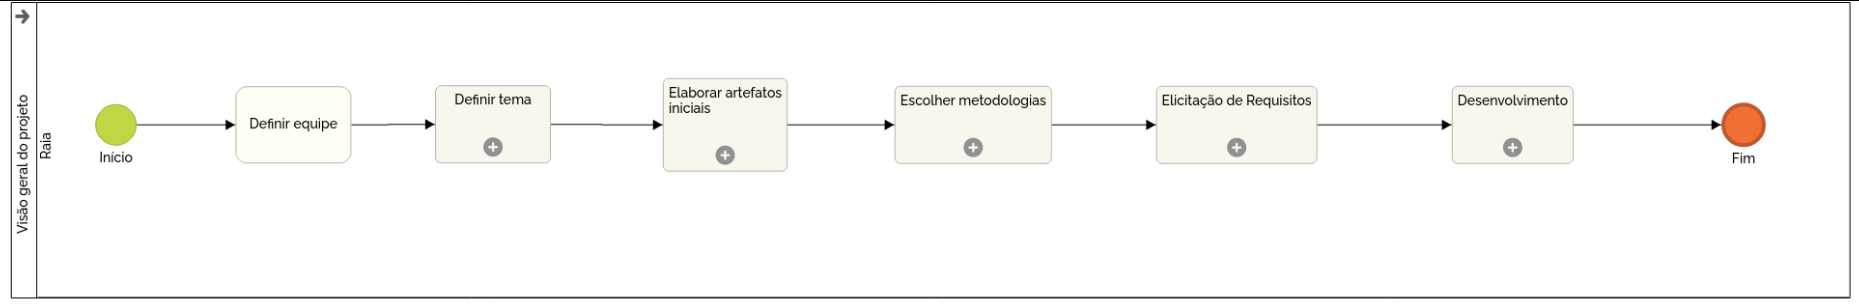 Visão geral do projeto
Raia
Início
Definir equipe
Definir tema
Elaborar artefatos
iniciais
Escolher metodologias
Elicitação de Requisitos
Desenvolvimento
Fim